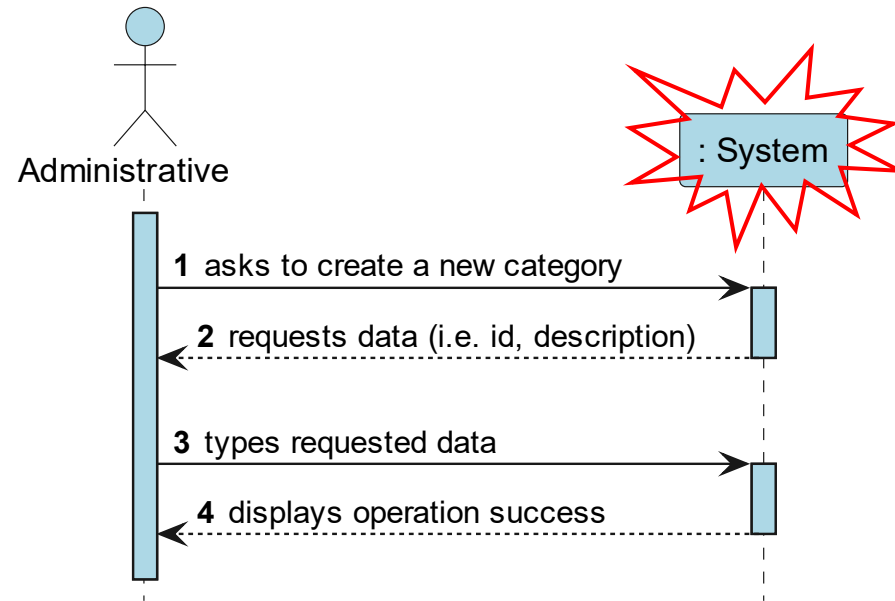 Administrative
: System
1 asks to create a new category
2 requests data (i.e. id, description)
3 types requested data
4 displays operation success